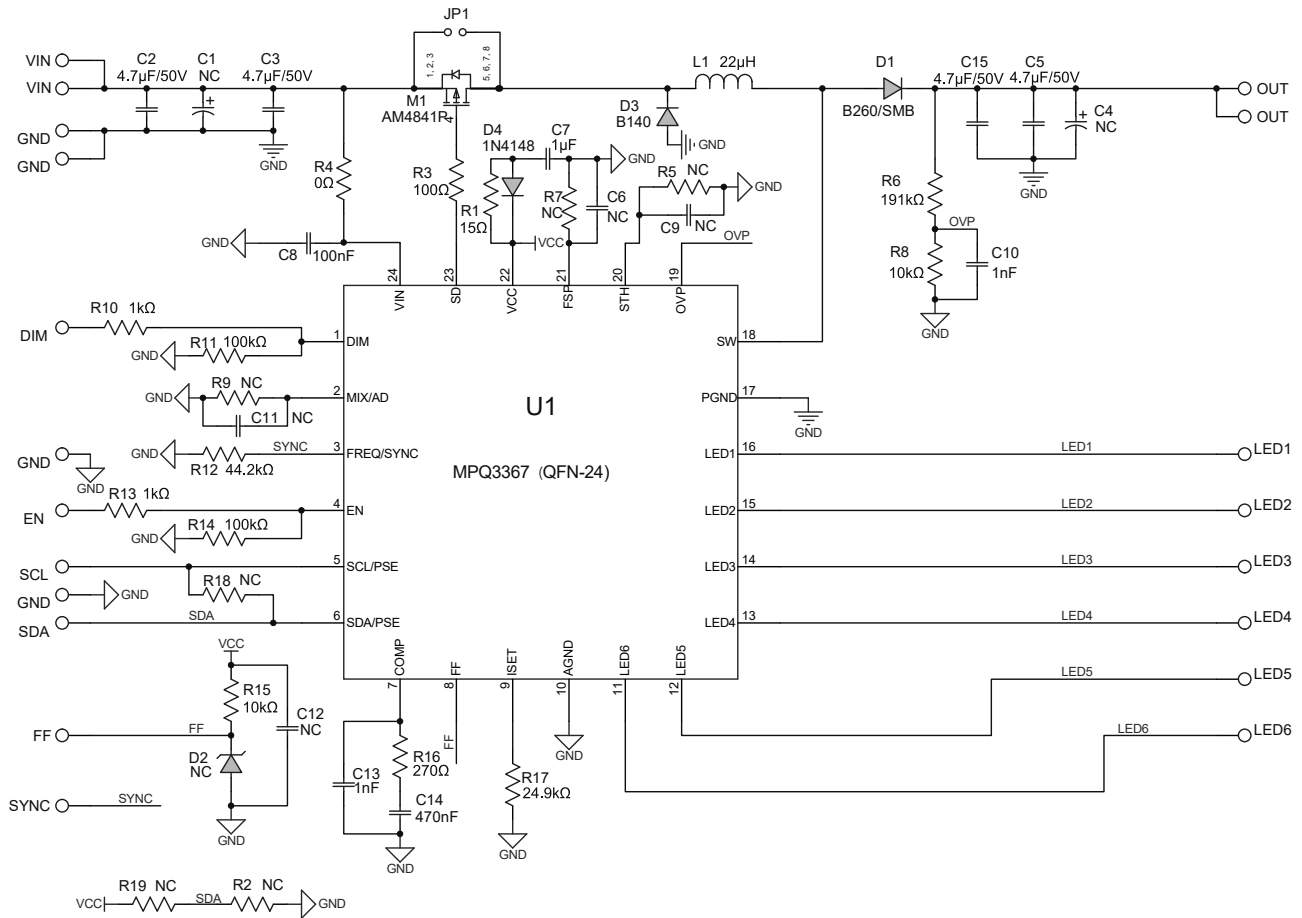 JP1
VIN
VIN
GND
GND
C2
4.7µF/50V
C1
NC
+
C3
4.7µF/50V
GND
1, 2, 3
5, 6, 7, 8
M1
AM4841P
4
L1 22µH
D1
B260/SMB
C15
4.7µF/50V
C5
4.7µF/50V
+
C4
NC
GND
OUT
OUT
D3
B140
GND
R4
0Ω
R3
100Ω
D4
1N4148
C7
1µF
GND
R1
15Ω
R7
NC
C6
NC
VCC
R5 NC
C9 NC
GND
OVP
R6
191kΩ
OVP
R8
10kΩ
C10
1nF
GND
GND
C8
100nF
24
23
22
21
20
19
VIN
SD
VCC
FSP
STH
OVP
DIM
R10 1kΩ
GND
R11 100kΩ
1
DIM
SW
18
GND
R9 NC
C11 NC
2
MIX/AD
PGND
17
GND
U1
MPQ3367 (QFN-24)
GND
GND
GND
R12 44.2kΩ
SYNC
3
FREQ/SYNC
LED1
16
LED1
LED1
EN
R13 1kΩ
GND
R14 100kΩ
4
EN
LED2
15
LED2
LED2
SCL
5
SCL/PSE
LED3
14
LED3
LED3
GND
GND
R18 NC
SDA
SDA
6
SDA/PSE
LED4
13
LED4
LED4
COMP
FF
ISET
AGND
LED6
LED5
7
8
9
10
11
12
LED5
LED5
LED6
LED6
VCC
R15
10kΩ
C12
NC
FF
FF
D2
NC
GND
SYNC
SYNC
C13
1nF
R16
270Ω
C14
470nF
GND
FF
R17
24.9kΩ
GND
GND
VCC
R19 NC
SDA
R2 NC
GND